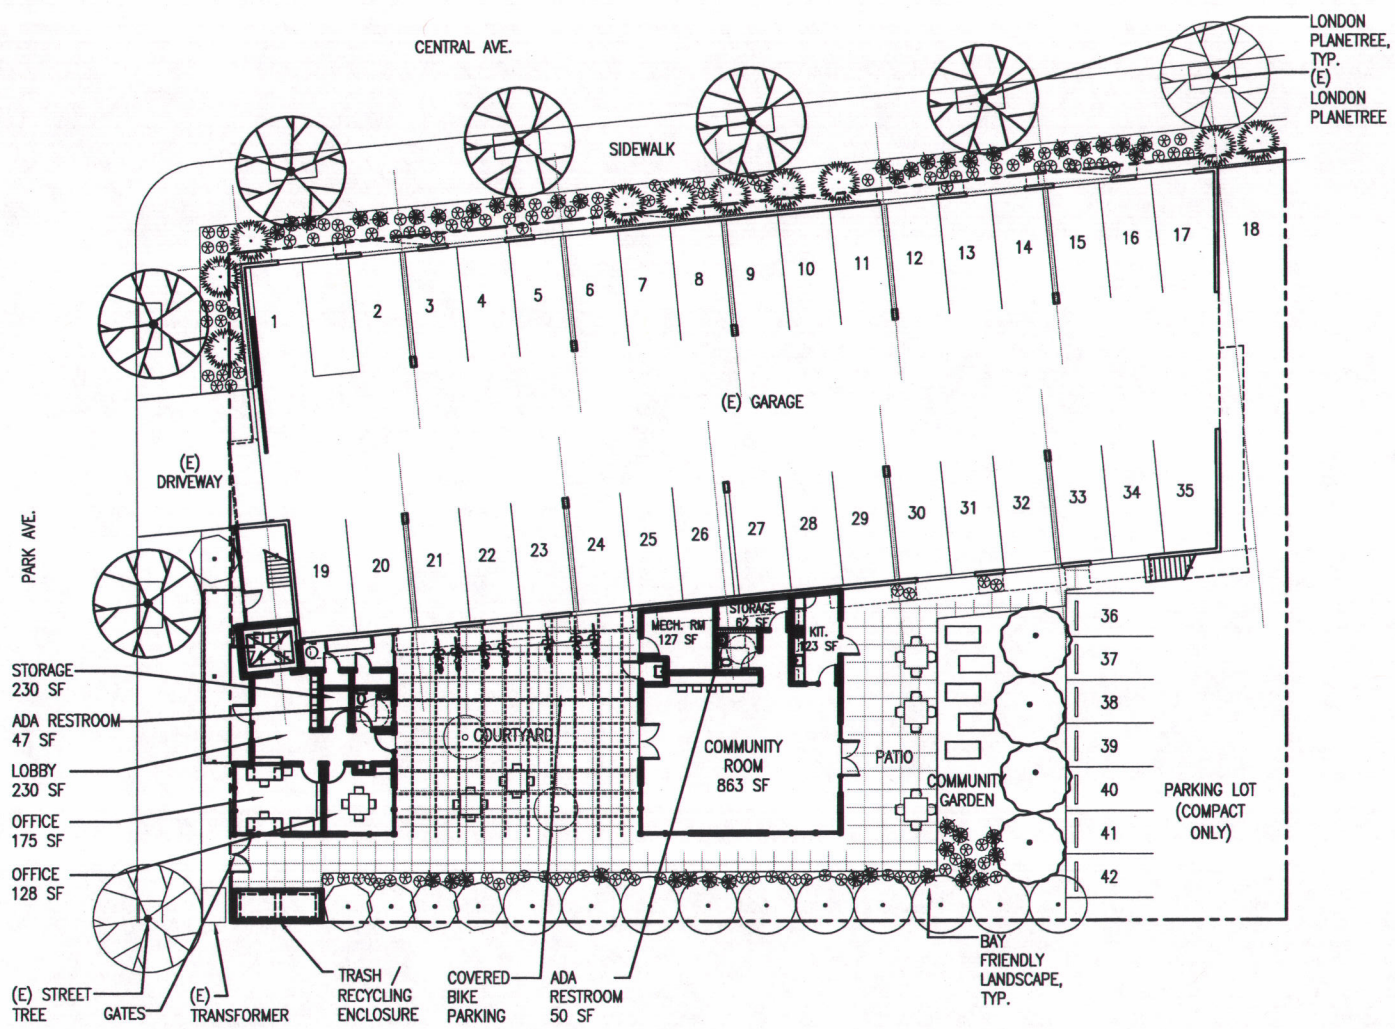 CENTRAL AVE.
LONDON
PLANETREE,
TYP.
(E)
LONDON
PLANETREE
SIDEWALK
1
2
3
4
5
6
7
8
9
10
11
12
13
14
15
16
17
18
(E) GARAGE
(E)
DRIVEWAY
PARK AVE.
19
20
21
22
23
24
25
26
27
28
29
30
31
32
33
34
35
36
37
38
39
40
41
42
ELEV
74 SF
MECH. RM
127 SF
STORAGE
62 SF
KIT.
123 SF
STORAGE
230 SF
ADA RESTROOM
47 SF
LOBBY
230 SF
OFFICE
175 SF
OFFICE
128 SF
COURTYARD
COMMUNITY
ROOM
863 SF
PATIO
COMMUNITY
GARDEN
PARKING LOT
(COMPACT
ONLY)
(E) STREET
TREE
GATES
(E)
TRANSFORMER
TRASH /
RECYCLING
ENCLOSURE
COVERED
BIKE
PARKING
ADA
RESTROOM
50 SF
BAY
FRIENDLY
LANDSCAPE,
TYP.